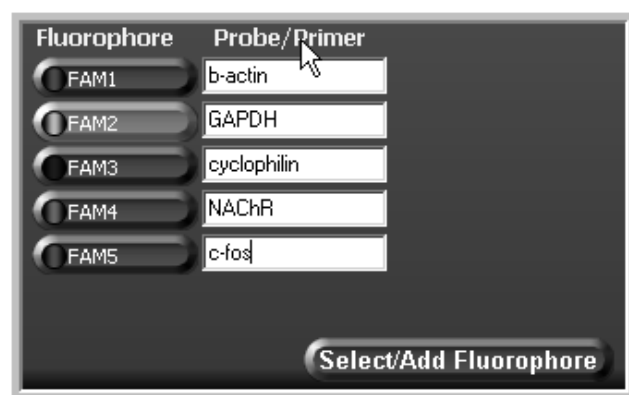 Fluorophore Probe/Primer
FAM1 b-actin
FAM2 GAPDH
FAM3 cyclophilin
FAM4 NAChR
FAM5 c-fos
Select/Add Fluorophore